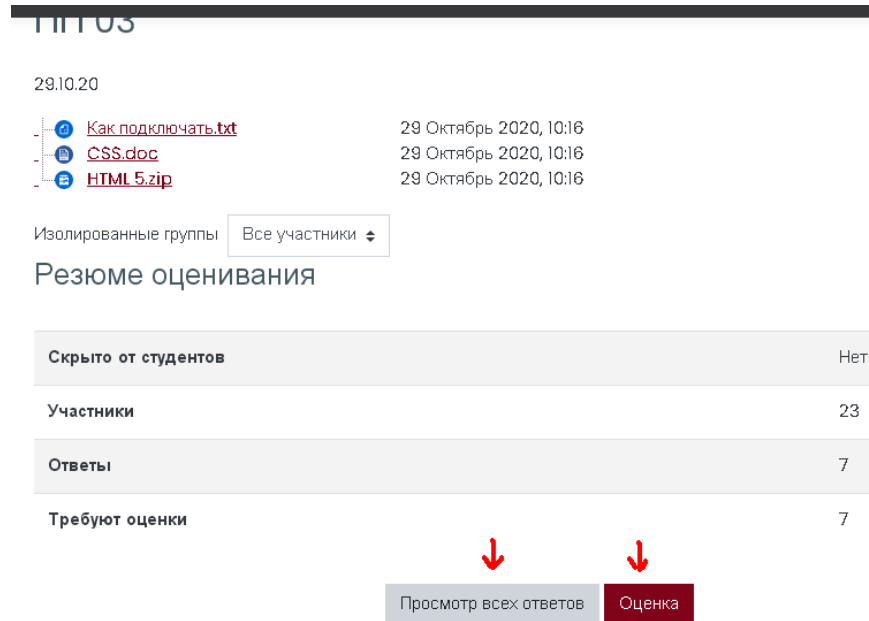 ПП 03
29.10.20
Как подключать.txt 29 Октябрь 2020, 10:16
CSS.doc 29 Октябрь 2020, 10:16
HTML 5.zip 29 Октябрь 2020, 10:16
Изолированные группы Все участники
Резюме оценивания
Скрыто от студентов Нет
Участники 23
Ответы 7
Требуют оценки 7
Просмотр всех ответов Оценка